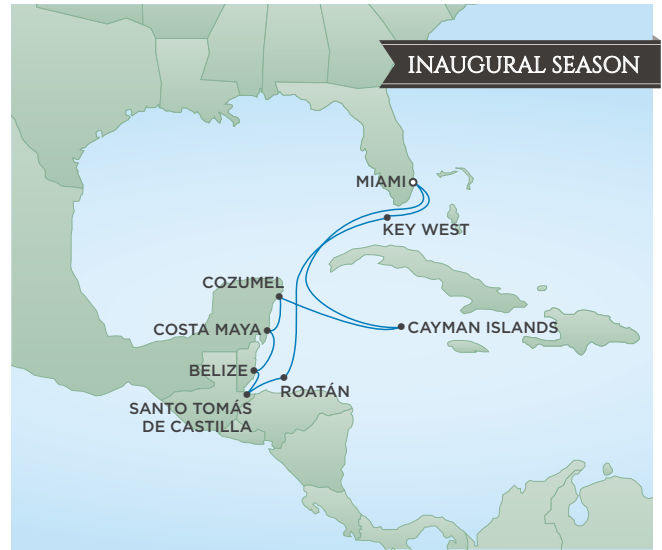 INAUGURAL SEASON
MIAMI
KEY WEST
COZUMEL
COSTA MAYA
CAYMAN ISLANDS
BELIZE
ROATÁN
SANTO TOMÁS
DE CASTILLA